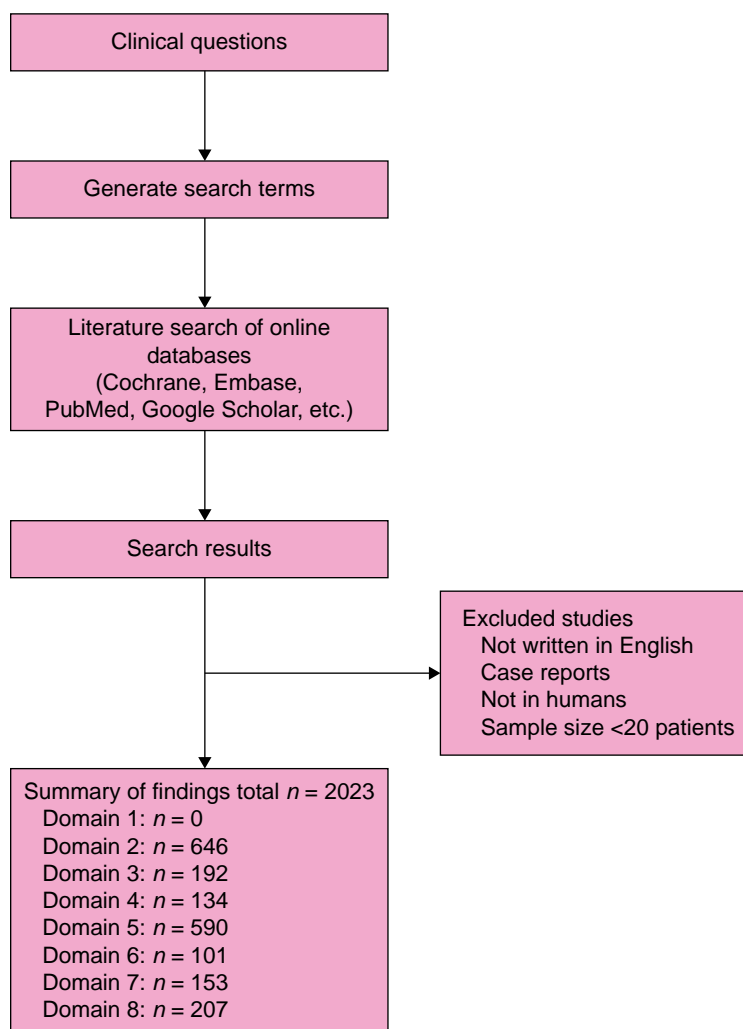 Clinical questions
Generate search terms
Literature search of online
databases
(Cochrane, Embase,
PubMed, Google Scholar, etc.)
Search results
Excluded studies
Not written in English
Case reports
Not in humans
Sample size <20 patients
Summary of findings total n = 2023
Domain 1: n = 0
Domain 2: n = 646
Domain 3: n = 192
Domain 4: n = 134
Domain 5: n = 590
Domain 6: n = 101
Domain 7: n = 153
Domain 8: n = 207